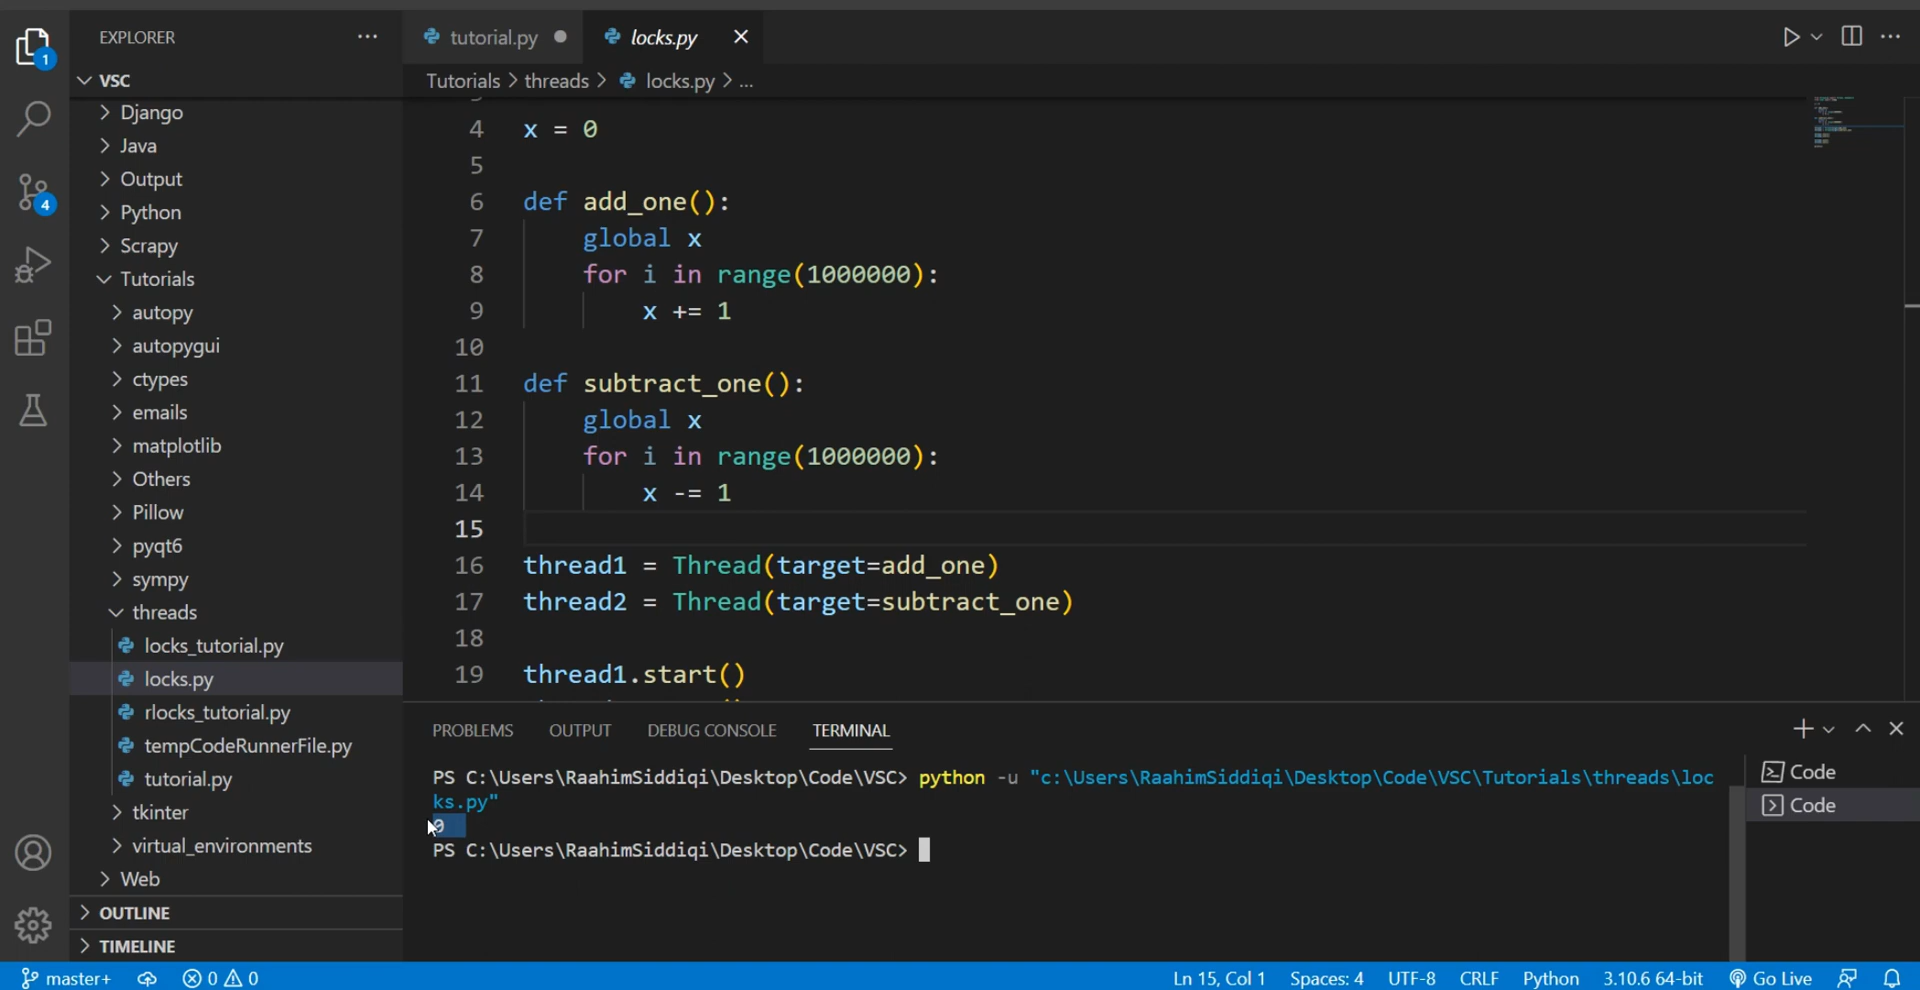 EXPLORER
VSC
Django
Java
Output
Python
Scrapy
Tutorials
autopy
autopygui
ctypes
emails
matplotlib
Others
Pillow
pyqt6
sympy
threads
locks_tutorial.py
locks.py
rlocks_tutorial.py
tempCodeRunnerFile.py
tutorial.py
tkinter
virtual_environments
Web
OUTLINE
TIMELINE
1
4
tutorial.py locks.py
Tutorials > threads > locks.py > ...
4 x = 0
5
6 def add_one():
7 global x
8 for i in range(1000000):
9 x += 1
10
11 def subtract_one():
12 global x
13 for i in range(1000000):
14 x -= 1
15
16 thread1 = Thread(target=add_one)
17 thread2 = Thread(target=subtract_one)
18
19 thread1.start()
PROBLEMS OUTPUT DEBUG CONSOLE TERMINAL
PS C:\Users\RaahimSiddiqi\Desktop\Code\VSC> python -u "c:\Users\RaahimSiddiqi\Desktop\Code\VSC\Tutorials\threads\loc
ks.py"
0
PS C:\Users\RaahimSiddiqi\Desktop\Code\VSC>
Code
Code
master+ 0 0 Ln 15, Col 1 Spaces: 4 UTF-8 CRLF Python 3.10.6 64-bit Go Live